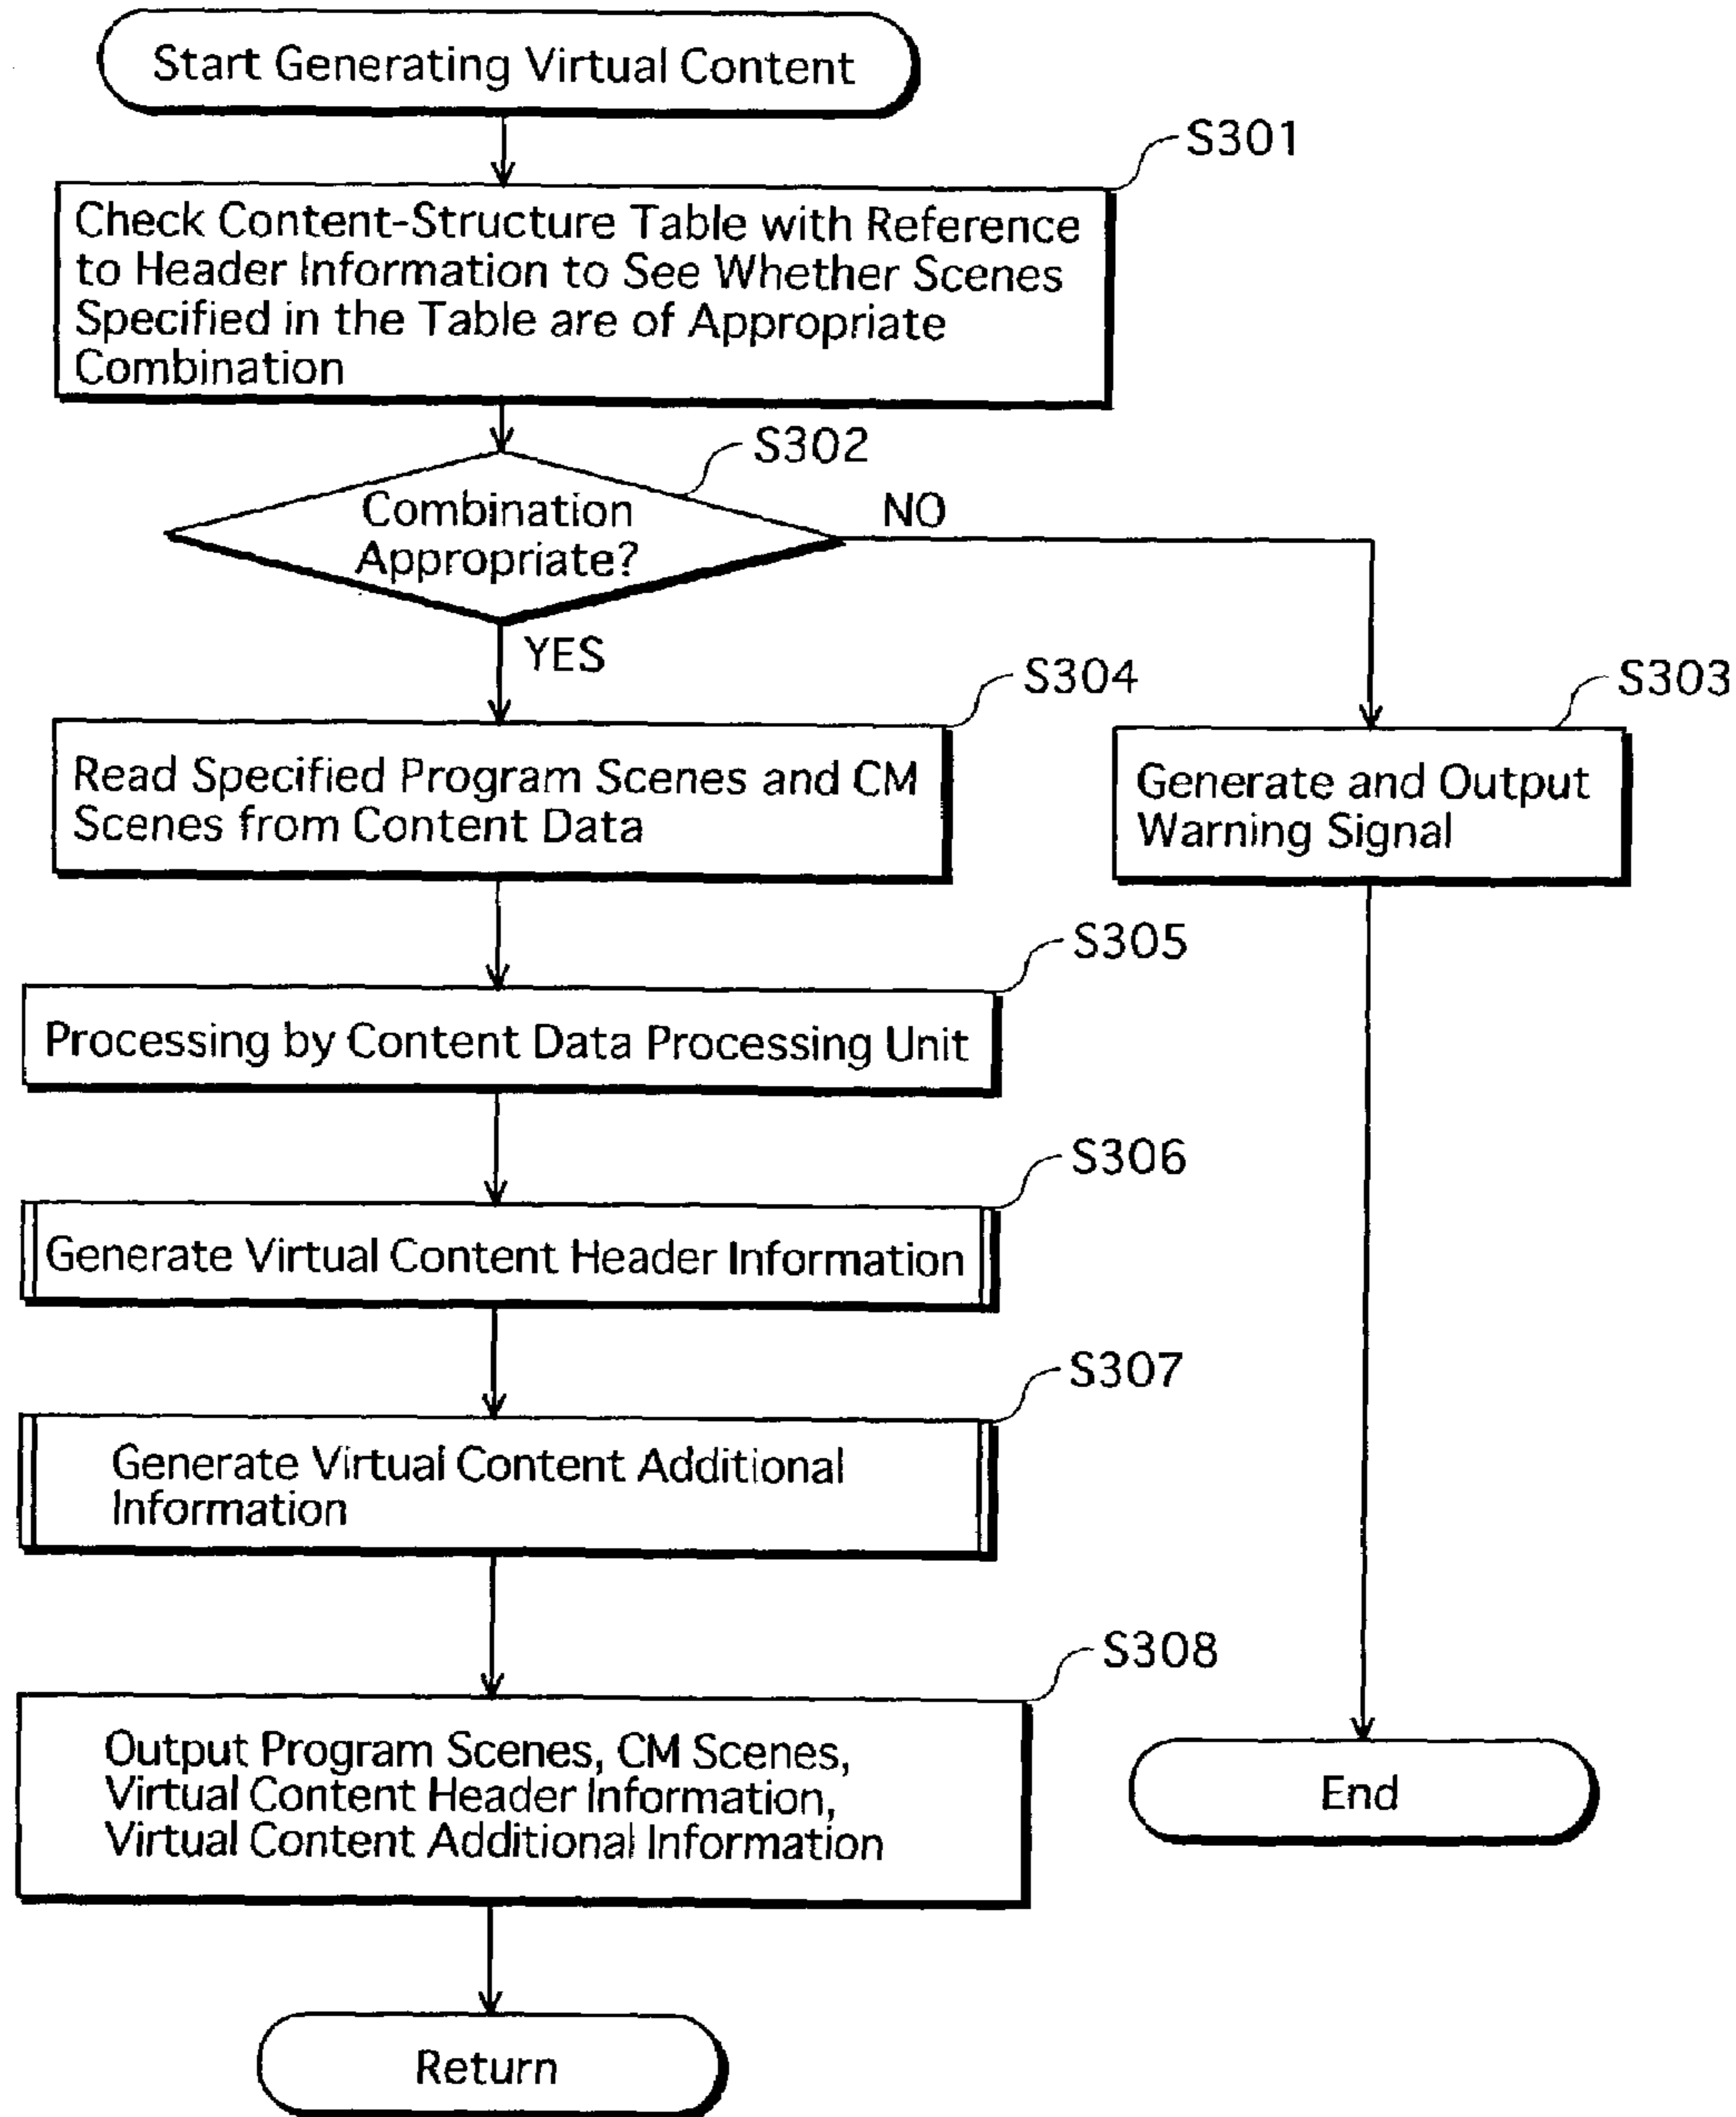 Start Generating Virtual Content
S301
Check Content-Structure Table with Reference
to Header Information to See Whether Scenes
Specified in the Table are of Appropriate
Combination
S302
Combination
Appropriate?
NO
YES
S304
S303
Read Specified Program Scenes and CM
Scenes from Content Data
Generate and Output
Warning Signal
S305
Processing by Content Data Processing Unit
S306
Generate Virtual Content Header Information
S307
Generate Virtual Content Additional
Information
S308
Output Program Scenes, CM Scenes,
Virtual Content Header Information,
Virtual Content Additional Information
End
Return